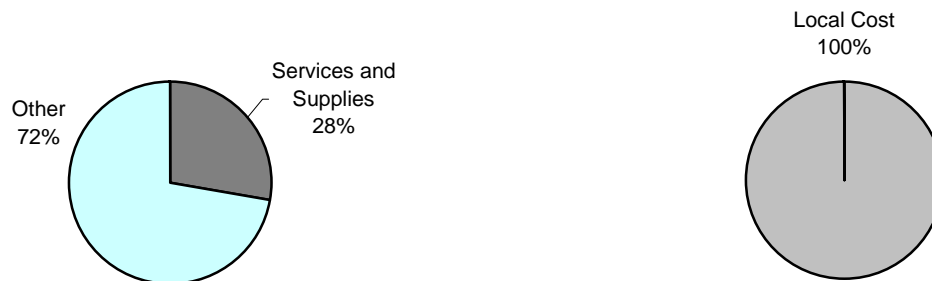 Other
72%
Services and
Supplies
28%
Local Cost
100%